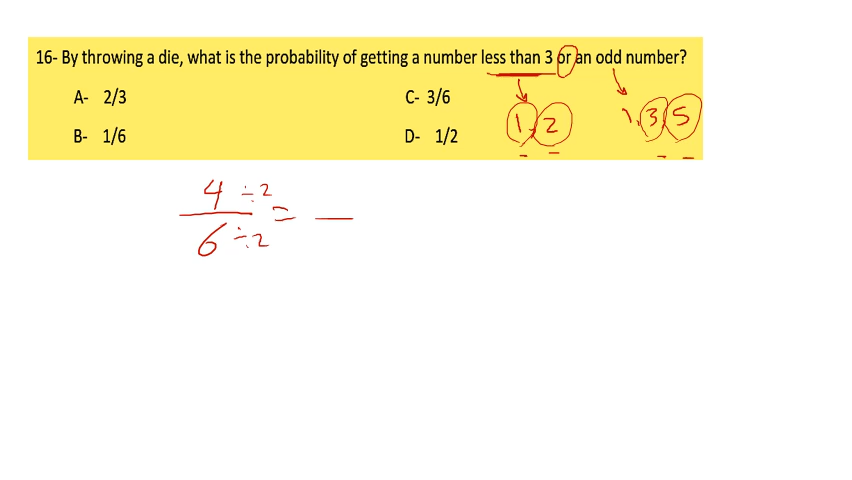 16- By throwing a die, what is the probability of getting a number less than 3 or an odd number?
A- 2/3
C- 3/6
1, 2
1, 3, 5
B- 1/6
D- 1/2
4 ÷2
=
6 ÷2